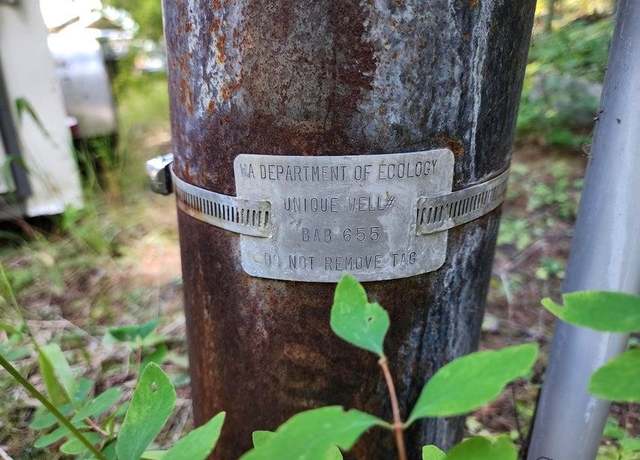 WA DEPARTMENT OF ECOLOGY
UNIQUE WELL#
BAB 655
DO NOT REMOVE TAG